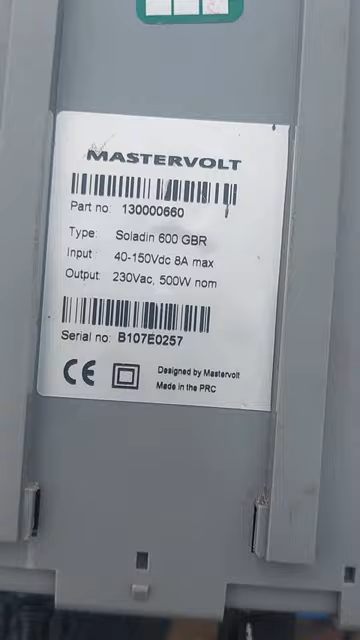 MASTERVOLT
Part no: 130000660
Type: Soladin 600 GBR
Input: 40-150Vdc 8A max
Output: 230Vac, 500W nom
Serial no: B107E0257
CE
Designed by Mastervolt
Made in the PRC